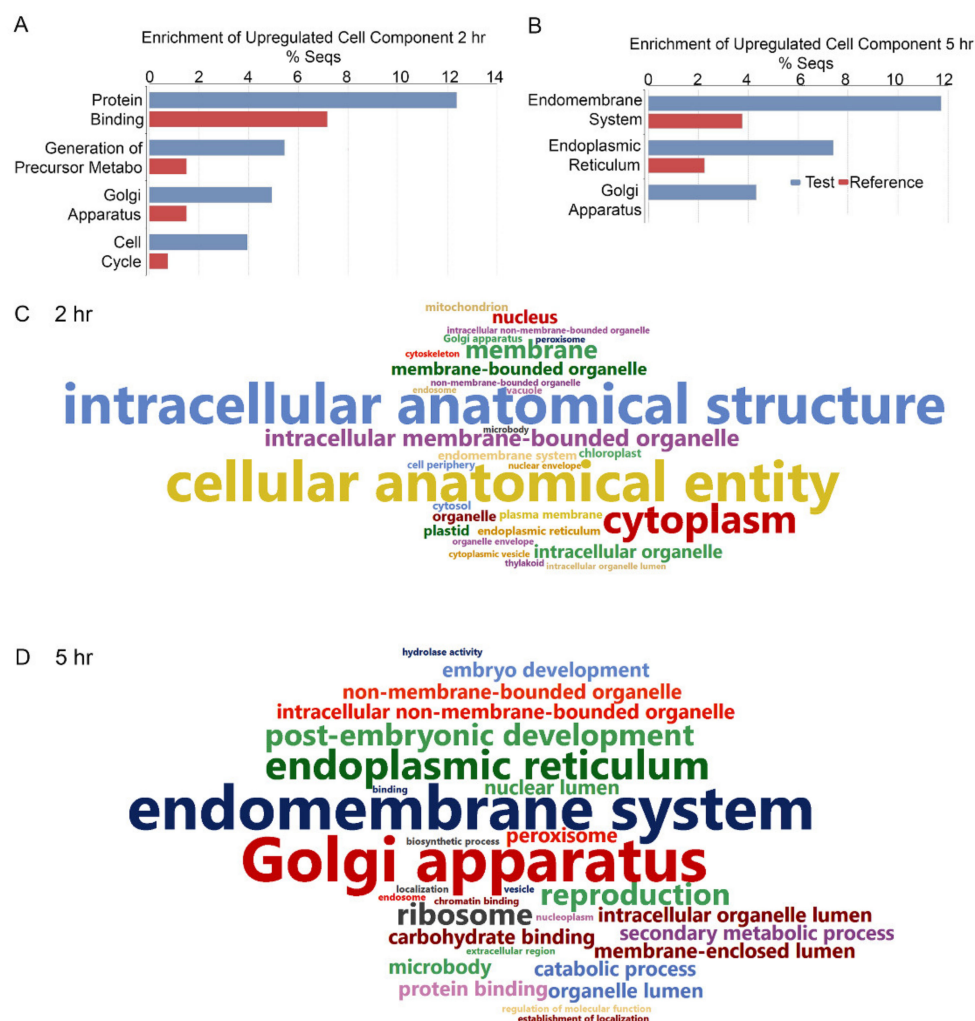 A
Enrichment of Upregulated Cell Component 2 hr
% Seqs
0 2 4 6 8 10 12 14
Protein
Binding
Generation of
Precursor Metabo
Golgi
Apparatus
Cell
Cycle
B
Enrichment of Upregulated Cell Component 5 hr
% Seqs
0 2 4 6 8 10 12
Endomembrane
System
Endoplasmic
Reticulum
Golgi
Apparatus
Test Reference
C 2 hr
mitochondrion
nucleus
intracellular non-membrane-bounded organelle
Golgi apparatus peroxisome
cytoskeleton membrane
membrane-bounded organelle
non-membrane-bounded organelle
endosome vacuole
intracellular anatomical structure
microbody
intracellular membrane-bounded organelle
endomembrane system chloroplast
cell periphery nuclear envelope
cellular anatomical entity
cytosol
organelle plasma membrane cytoplasm
plastid endoplasmic reticulum
organelle envelope
cytoplasmic vesicle intracellular organelle
thylakoid intracellular organelle lumen
D 5 hr
hydrolase activity
embryo development
non-membrane-bounded organelle
intracellular non-membrane-bounded organelle
post-embryonic development
endoplasmic reticulum
binding nuclear lumen
endomembrane system
biosynthetic process peroxisome
Golgi apparatus
localization vesicle reproduction
endosome chromatin binding
ribosome nucleoplasm intracellular organelle lumen
carbohydrate binding secondary metabolic process
extracellular region membrane-enclosed lumen
microbody catabolic process
protein binding organelle lumen
regulation of molecular function
establishment of localization